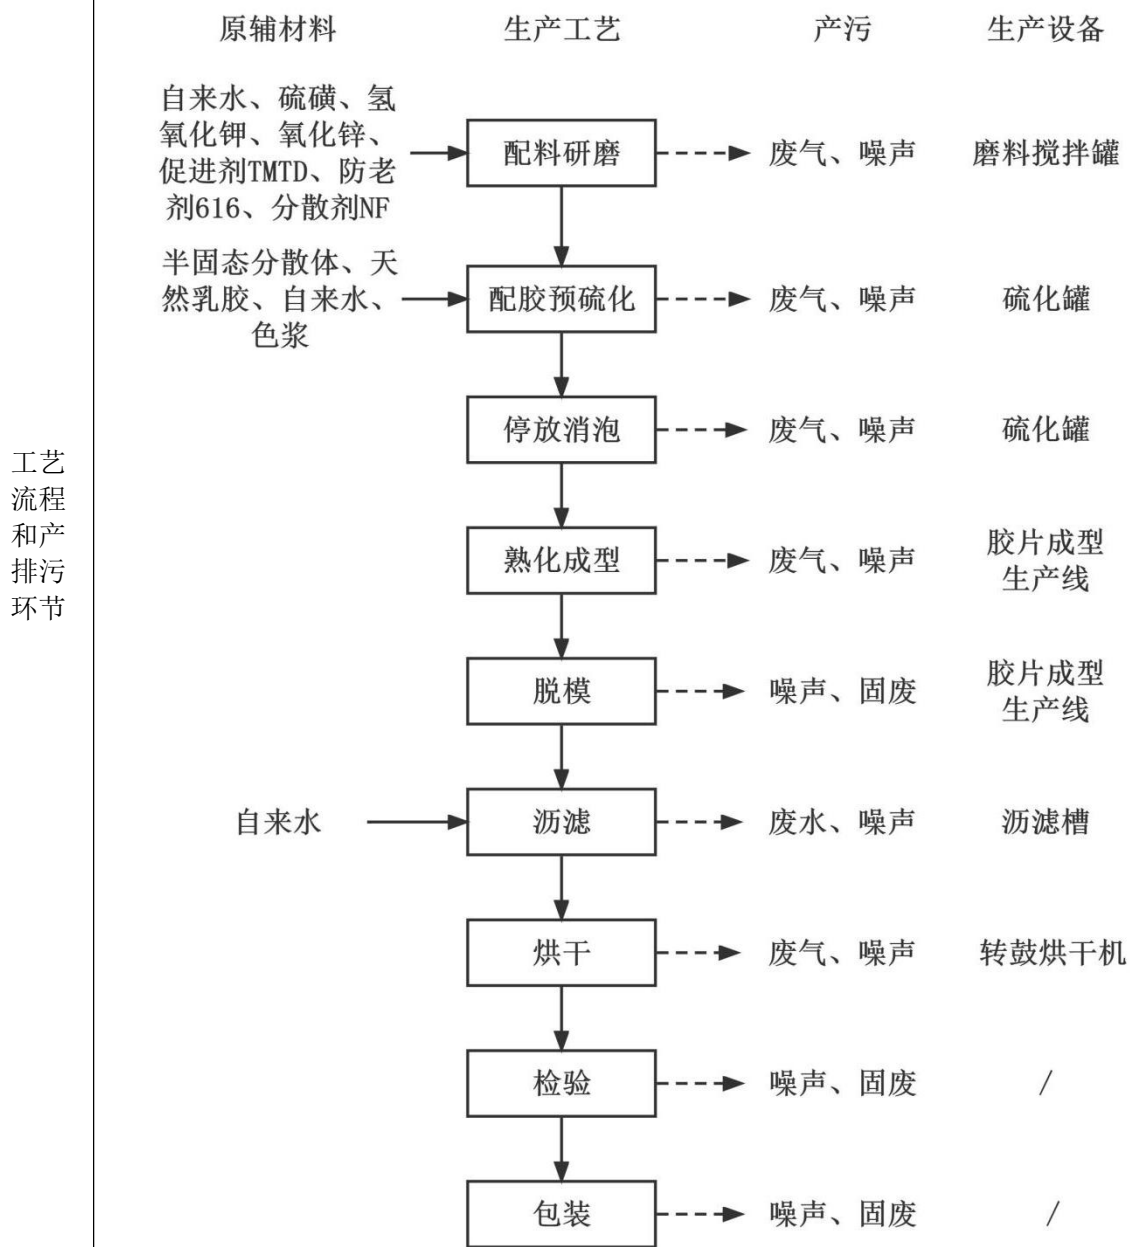 原辅材料 生产工艺 产污 生产设备
自来水、硫磺、氢
氧化钾、氧化锌、
促进剂TMTD、防老
剂616、分散剂NF
配料研磨 废气、噪声 磨料搅拌罐
半固态分散体、天
然乳胶、自来水、
色浆
配胶预硫化 废气、噪声 硫化罐
停放消泡 废气、噪声 硫化罐
工艺
流程
和产
排污
环节
熟化成型 废气、噪声 胶片成型
生产线
脱模 噪声、固废 胶片成型
生产线
自来水 沥滤 废水、噪声 沥滤槽
烘干 废气、噪声 转鼓烘干机
检验 噪声、固废 /
包装 噪声、固废 /